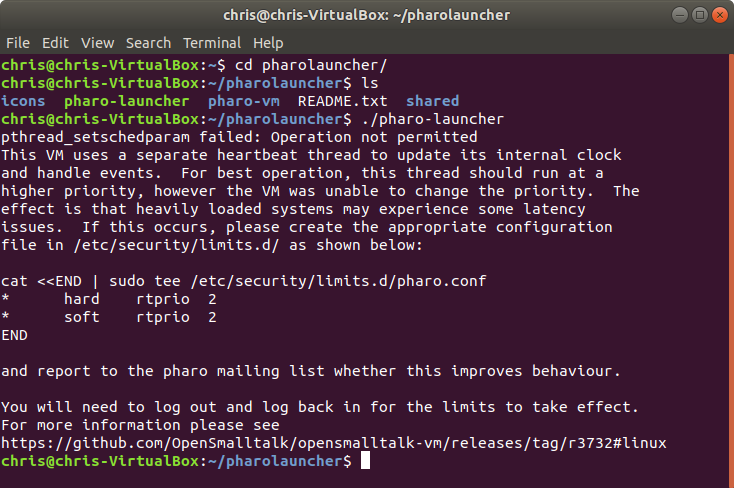 chris@chris-VirtualBox: ~/pharolauncher
File Edit View Search Terminal Help
chris@chris-VirtualBox:~$ cd pharolauncher/
chris@chris-VirtualBox:~/pharolauncher$ ls
icons pharo-launcher pharo-vm README.txt shared
chris@chris-VirtualBox:~/pharolauncher$ ./pharo-launcher
pthread_setschedparam failed: Operation not permitted
This VM uses a separate heartbeat thread to update its internal clock
and handle events.  For best operation, this thread should run at a
higher priority, however the VM was unable to change the priority.  The
effect is that heavily loaded systems may experience some latency
issues.  If this occurs, please create the appropriate configuration
file in /etc/security/limits.d/ as shown below:
cat <<END | sudo tee /etc/security/limits.d/pharo.conf
*      hard    rtprio  2
*      soft    rtprio  2
END
and report to the pharo mailing list whether this improves behaviour.
You will need to log out and log back in for the limits to take effect.
For more information please see
https://github.com/OpenSmalltalk/opensmalltalk-vm/releases/tag/r3732#linux
chris@chris-VirtualBox:~/pharolauncher$